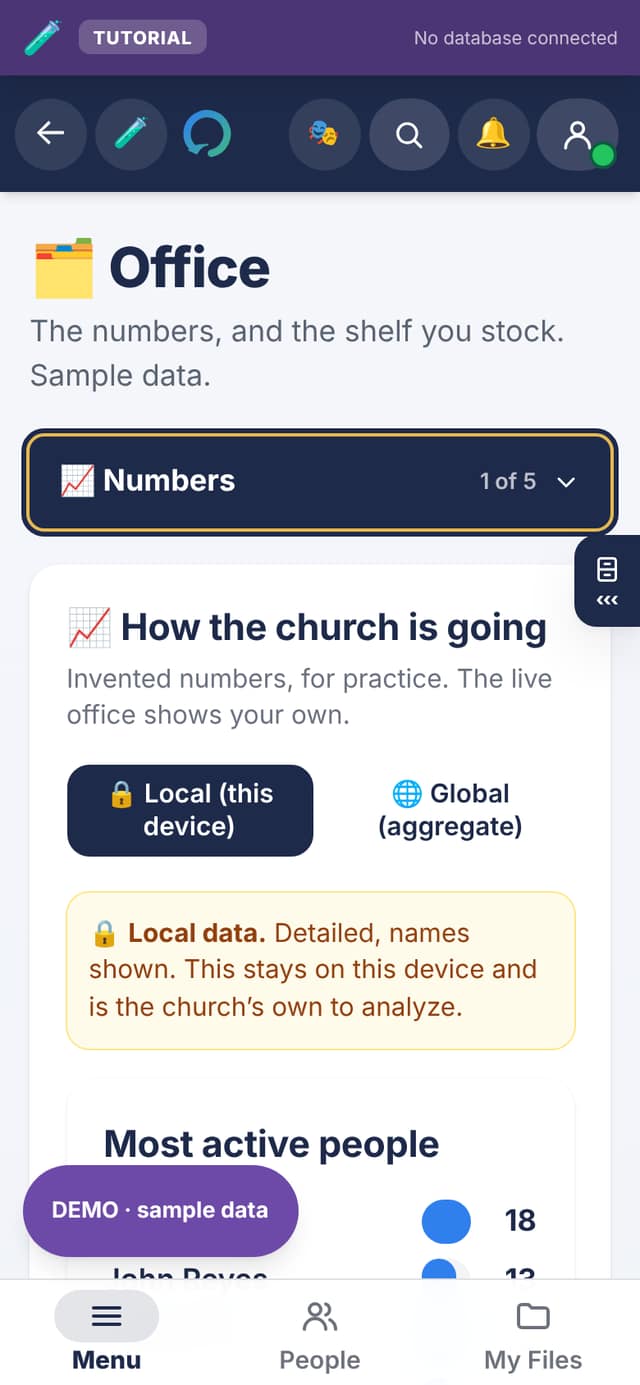 TUTORIAL
No database connected
Office
The numbers, and the shelf you stock.
Sample data.
Numbers
1 of 5
How the church is going
Invented numbers, for practice. The live
office shows your own.
Local (this
device)
Global
(aggregate)
Local data. Detailed, names
shown. This stays on this device and
is the church's own to analyze.
Most active people
DEMO · sample data
18
Menu
People
My Files